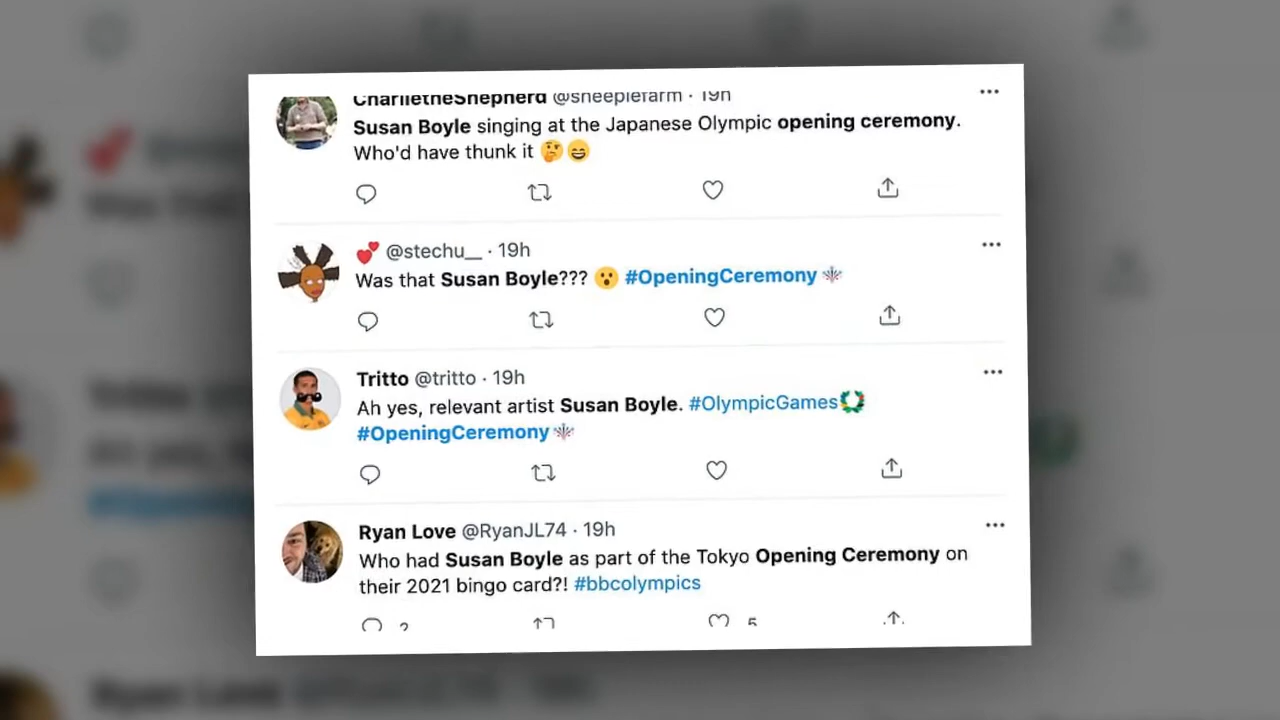 CharlietheShepherd @sheeplefarm · 19h
Susan Boyle singing at the Japanese Olympic opening ceremony.
Who'd have thunk it 🤔😄
💕 @stechu__ · 19h
Was that Susan Boyle??? 😮 #OpeningCeremony
Tritto @tritto · 19h
Ah yes, relevant artist Susan Boyle. #OlympicGames
#OpeningCeremony
Ryan Love @RyanJL74 · 19h
Who had Susan Boyle as part of the Tokyo Opening Ceremony on
their 2021 bingo card?! #bbcolympics
2 5